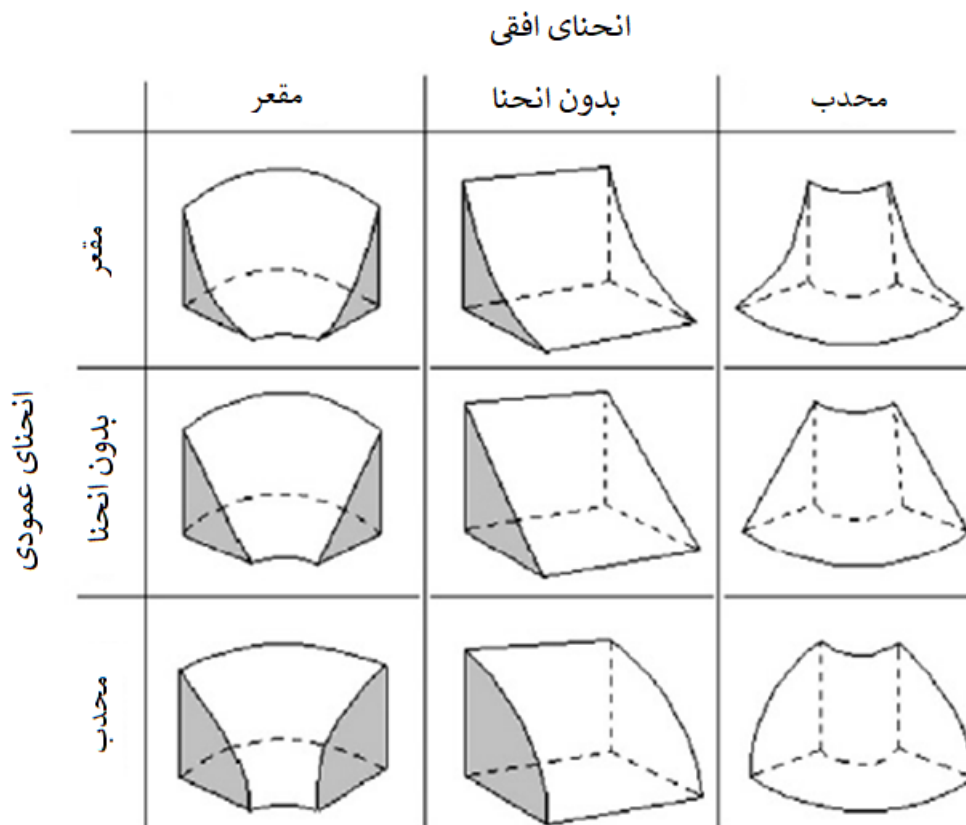 انحنای افقی
محدب
بدون انحنا
مقعر
مقعر
بدون انحنا
محدب
انحنای عمودی